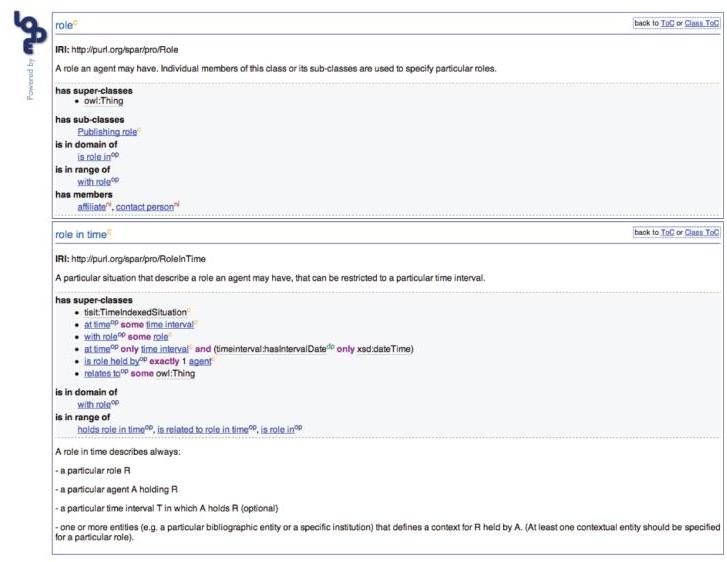 LODE
Powered by
role c
back to ToC or Class ToC
IRI: http://purl.org/spar/pro/Role
A role an agent may have. Individual members of this class or its sub-classes are used to specify particular roles.
has super-classes
• owl:Thing
has sub-classes
Publishing role c
is in domain of
is role in op
is in range of
with role op
has members
affiliate ni, contact person ni
role in time c
back to ToC or Class ToC
IRI: http://purl.org/spar/pro/RoleInTime
A particular situation that describe a role an agent may have, that can be restricted to a particular time interval.
has super-classes
• tisit:TimeIndexedSituation c
• at time op some time interval c
• with role op some role c
• at time op only time interval c and (timeinterval:hasIntervalDate dp only xsd:dateTime)
• is role held by op exactly 1 agent c
• relates to op some owl:Thing
is in domain of
with role op
is in range of
holds role in time op, is related to role in time op, is role in op
A role in time describes always:
- a particular role R
- a particular agent A holding R
- a particular time interval T in which A holds R (optional)
- one or more entities (e.g. a particular bibliographic entity or a specific institution) that defines a context for R held by A. (At least one contextual entity should be specified
for a particular role).